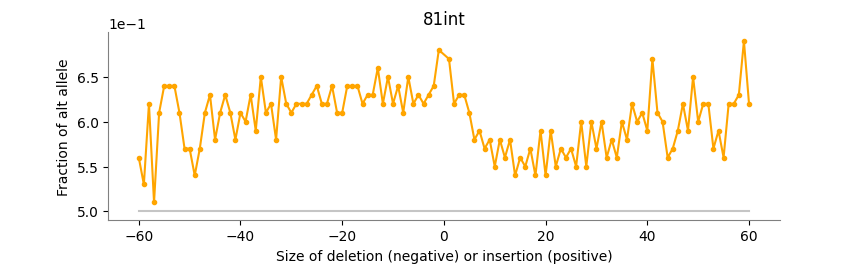 81int
1e−1
6.5
6.0
5.5
5.0
Fraction of alt allele
−60 −40 −20 0 20 40 60
Size of deletion (negative) or insertion (positive)